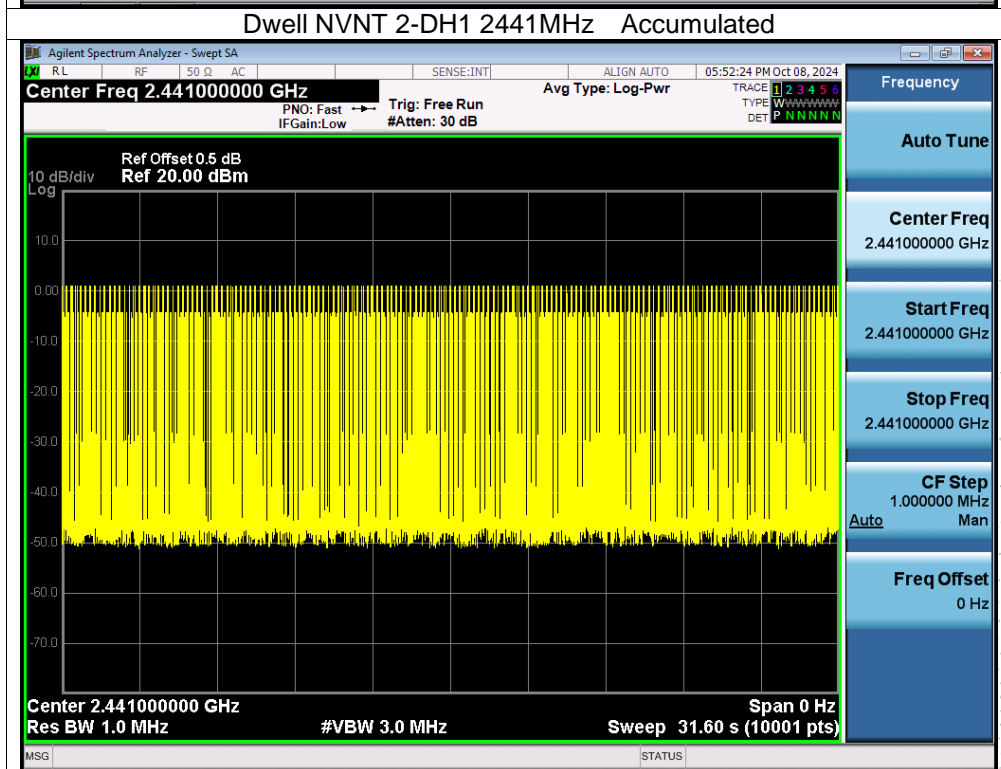 Dwell NVNT 2-DH1 2441MHz Accumulated
Agilent Spectrum Analyzer - Swept SA
LXI RL RF 50 Ω AC SENSE:INT ALIGN AUTO 05:52:24 PM Oct 08, 2024
Center Freq 2.441000000 GHz
PNO: Fast Trig: Free Run
IFGain:Low #Atten: 30 dB
Avg Type: Log-Pwr
TRACE 1 2 3 4 5 6
TYPE WWWWWWW
DET P N N N N N
Frequency
Auto Tune
Center Freq
2.441000000 GHz
Start Freq
2.441000000 GHz
Stop Freq
2.441000000 GHz
CF Step
1.000000 MHz
Auto Man
Freq Offset
0 Hz
Ref Offset 0.5 dB
10 dB/div Ref 20.00 dBm
Log
10.0
0.00
-10.0
-20.0
-30.0
-40.0
-50.0
-60.0
-70.0
Center 2.441000000 GHz Span 0 Hz
Res BW 1.0 MHz #VBW 3.0 MHz Sweep 31.60 s (10001 pts)
MSG STATUS